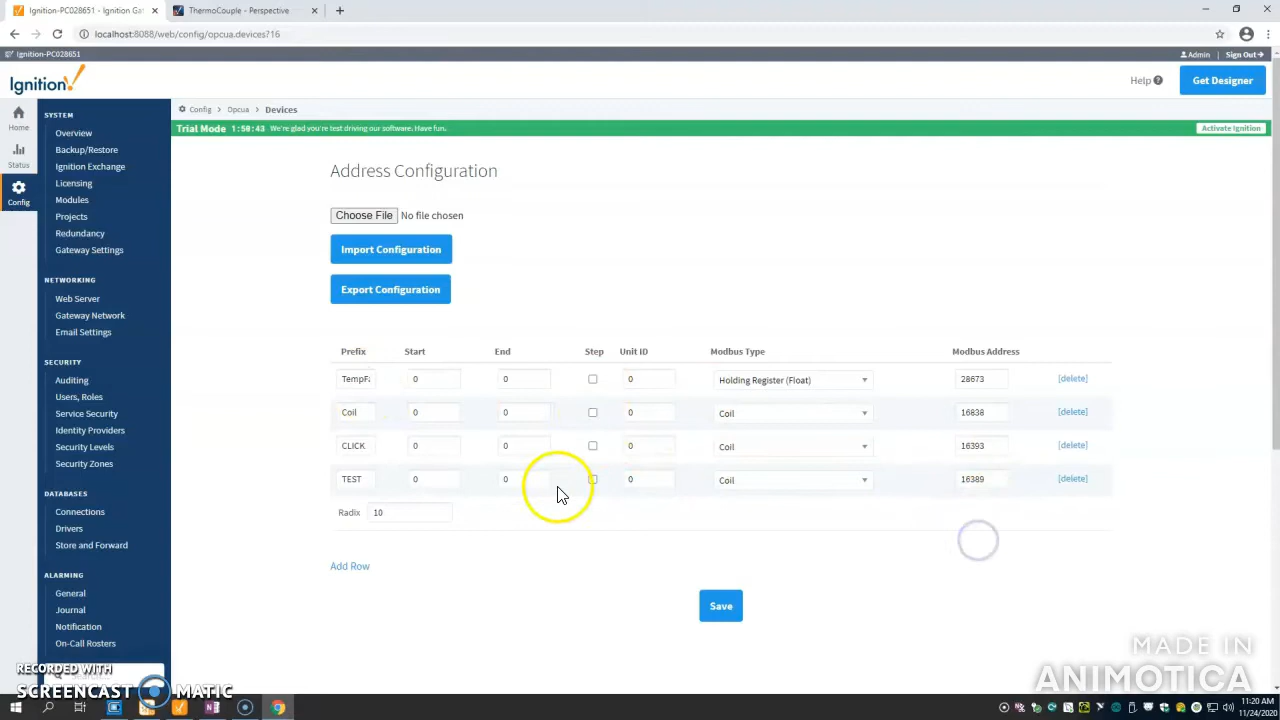 Ignition-PC028651 - Ignition Ga
ThermoCouple - Perspective
localhost:8088/web/config/opcua.devices?16
Ignition-PC028651
Admin | Sign Out
Ignition!
Help
Get Designer
Home
Status
Config
SYSTEM
Overview
Backup/Restore
Ignition Exchange
Licensing
Modules
Projects
Redundancy
Gateway Settings
NETWORKING
Web Server
Gateway Network
Email Settings
SECURITY
Auditing
Users, Roles
Service Security
Identity Providers
Security Levels
Security Zones
DATABASES
Connections
Drivers
Store and Forward
ALARMING
General
Journal
Notification
On-Call Rosters
Config > Opcua > Devices
Trial Mode 1:58:43 We're glad you're test driving our software. Have fun.
Activate Ignition
Address Configuration
Choose File No file chosen
Import Configuration
Export Configuration
Prefix Start End Step Unit ID Modbus Type Modbus Address
TempFa 0 0 0 Holding Register (Float) 28673 [delete]
Coil 0 0 0 Coil 16838 [delete]
CLICK 0 0 0 Coil 16393 [delete]
TEST 0 0 0 Coil 16389 [delete]
Radix 10
Add Row
Save
RECORDED WITH
SCREENCAST MATIC
MADE IN
ANIMOTICA
11:20 AM
11/24/2020